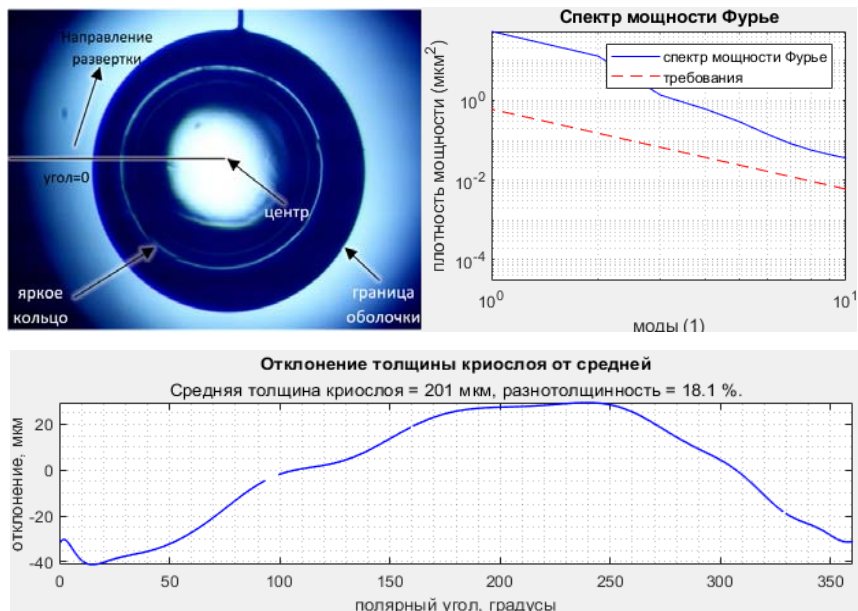 Направление
развертки
угол=0
центр
яркое
кольцо
граница
оболочки
Спектр мощности Фурье
плотность мощности (мкм²)
10⁰
10⁻²
10⁻⁴
спектр мощности Фурье
требования
10⁰
10¹
моды (1)
Отклонение толщины криослоя от средней
Средняя толщина криослоя = 201 мкм, разнотолщинность = 18.1 %.
отклонение, мкм
20
0
-20
-40
0
50
100
150
200
250
300
350
полярный угол, градусы